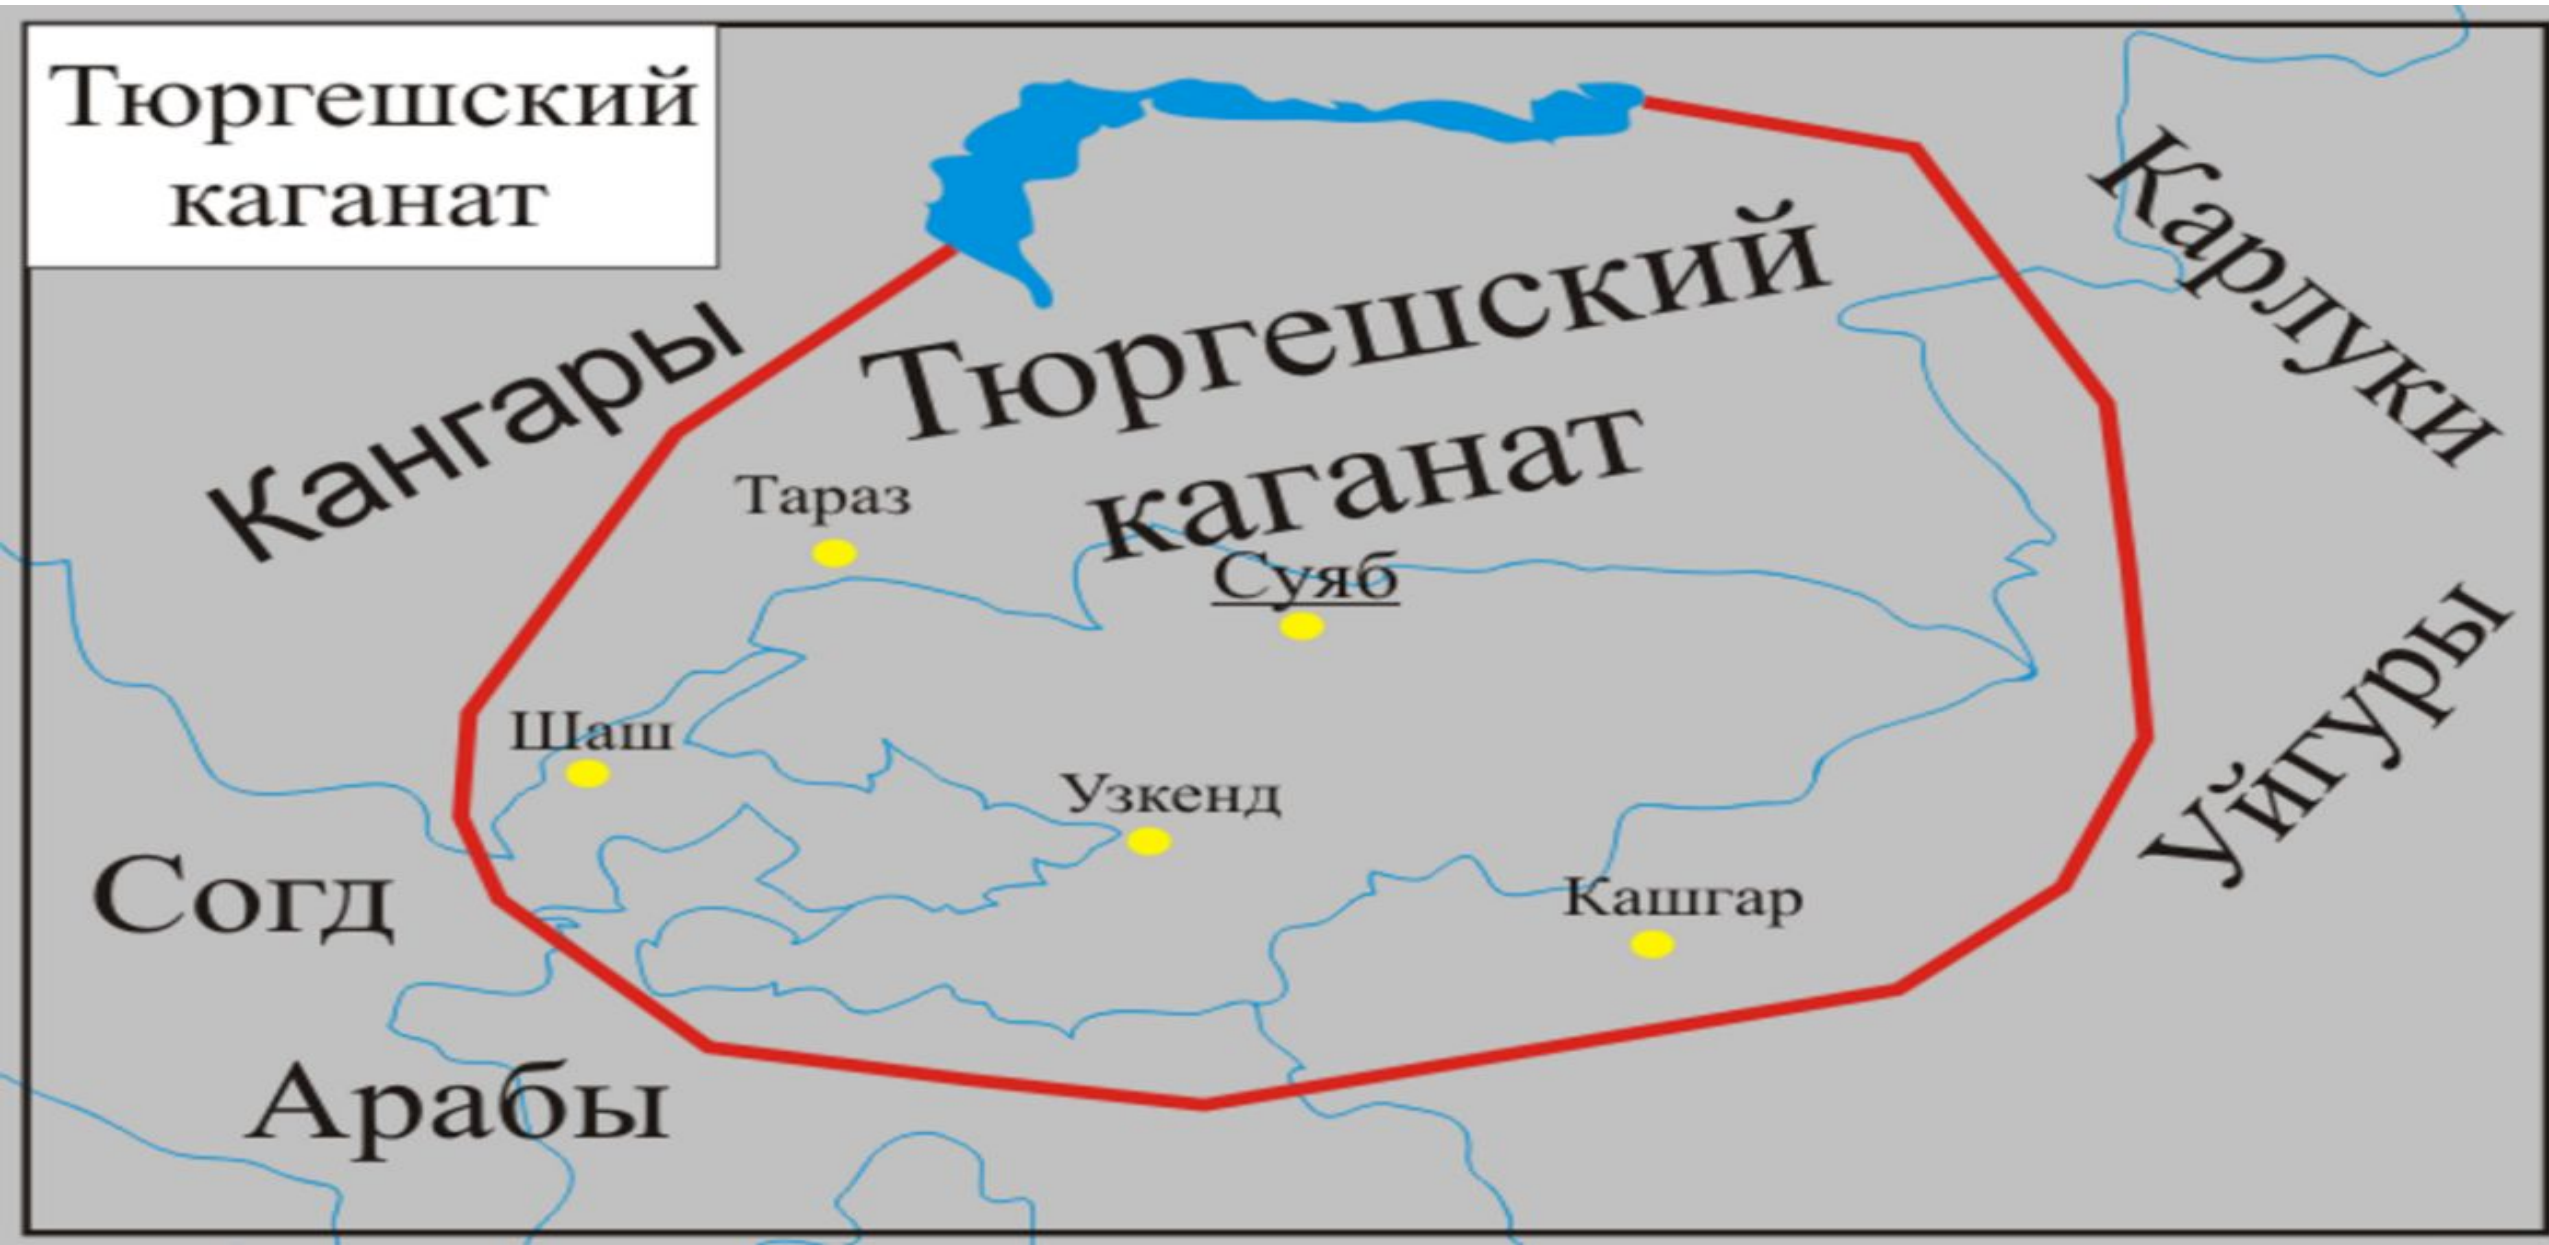 Тюргешский
каганат
Карлуки
Тюргешский
каганат
Кангары
Тараз
Суяб
Уйгуры
Шаш
Узкенд
Согд
Кашгар
Арабы